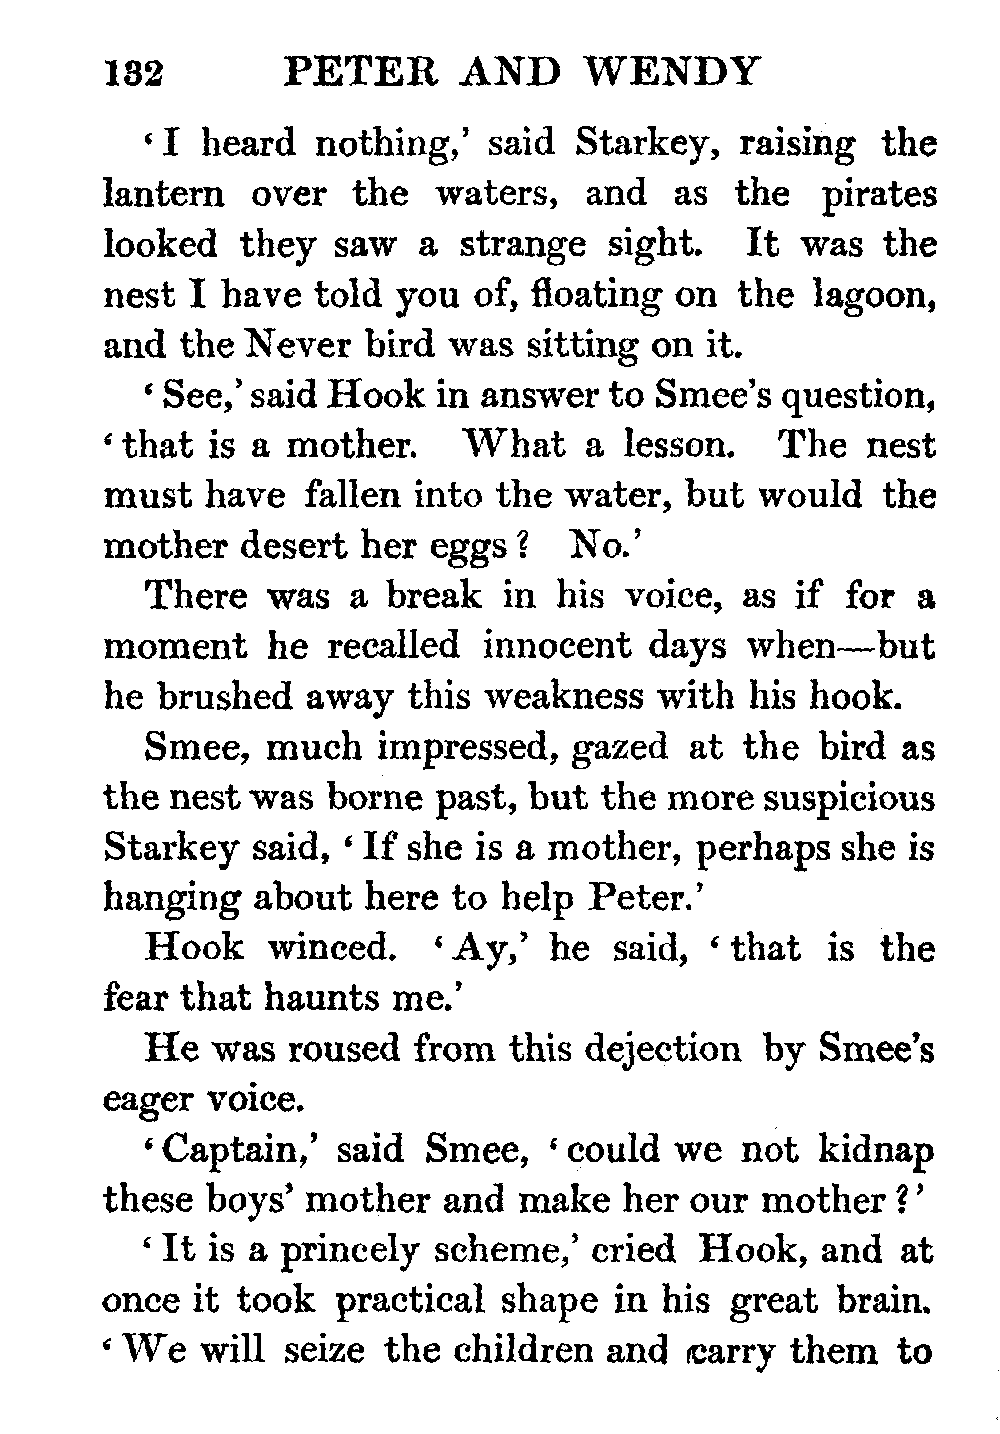 132 PETER AND WENDY
‘I heard nothing,’ said Starkey, raising the
lantern over the waters, and as the pirates
looked they saw a strange sight. It was the
nest I have told you of, floating on the lagoon,
and the Never bird was sitting on it.
‘See,’ said Hook in answer to Smee’s question,
‘that is a mother. What a lesson. The nest
must have fallen into the water, but would the
mother desert her eggs? No.’
There was a break in his voice, as if for a
moment he recalled innocent days when—but
he brushed away this weakness with his hook.
Smee, much impressed, gazed at the bird as
the nest was borne past, but the more suspicious
Starkey said, ‘If she is a mother, perhaps she is
hanging about here to help Peter.’
Hook winced. ‘Ay,’ he said, ‘that is the
fear that haunts me.’
He was roused from this dejection by Smee’s
eager voice.
‘Captain,’ said Smee, ‘could we not kidnap
these boys’ mother and make her our mother?’
‘It is a princely scheme,’ cried Hook, and at
once it took practical shape in his great brain.
‘We will seize the children and carry them to